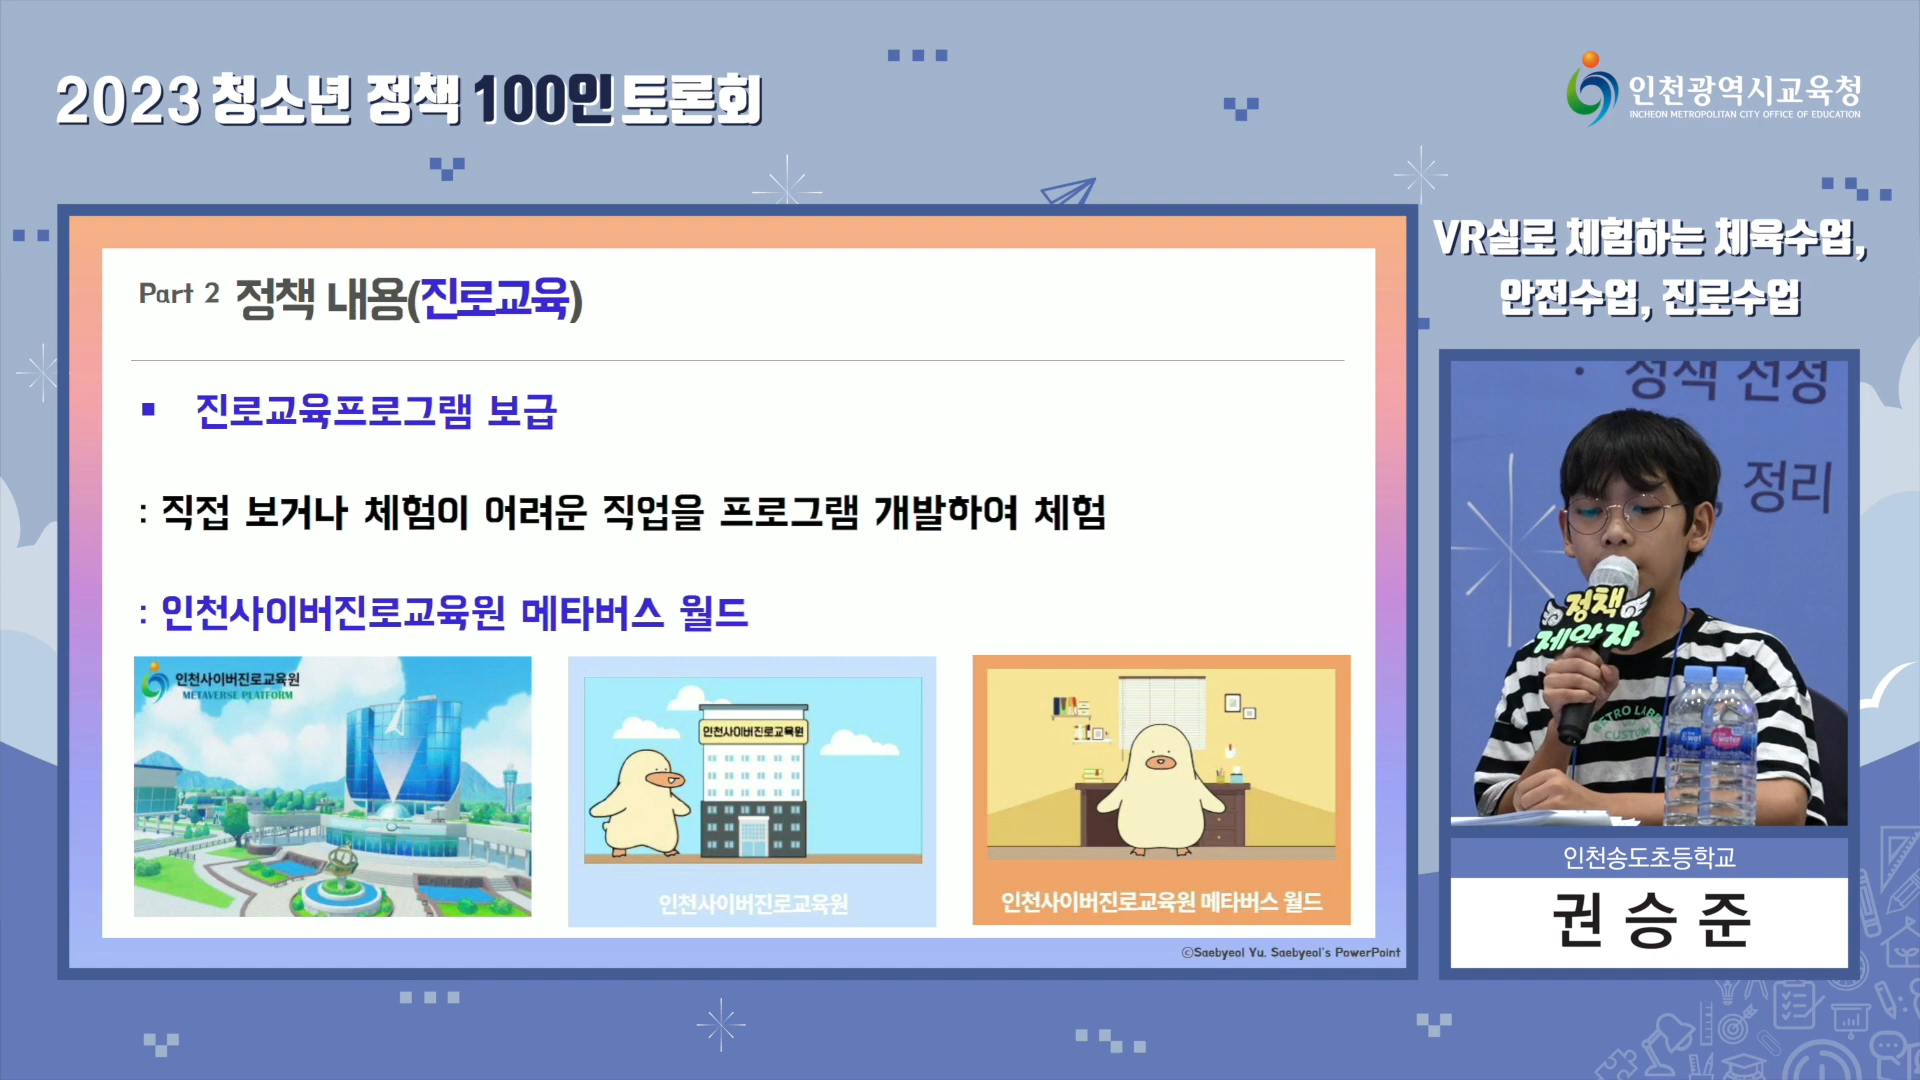 2023 청소년 정책 100인 토론회
인천광역시교육청
INCHEON METROPOLITAN CITY OFFICE OF EDUCATION
VR실로 체험하는 체육수업,
안전수업, 진로수업
Part 2 정책 내용(진로교육)
▪ 진로교육프로그램 보급
: 직접 보거나 체험이 어려운 직업을 프로그램 개발하여 체험
: 인천사이버진로교육원 메타버스 월드
인천사이버진로교육원
METAVERSE PLATFORM
인천사이버진로교육원
인천사이버진로교육원
인천사이버진로교육원 메타버스 월드
ⓒSaebyeol Yu. Saebyeol's PowerPoint
정책 선정
정리
정책
제안자
CUSTOM
인천송도초등학교
권승준